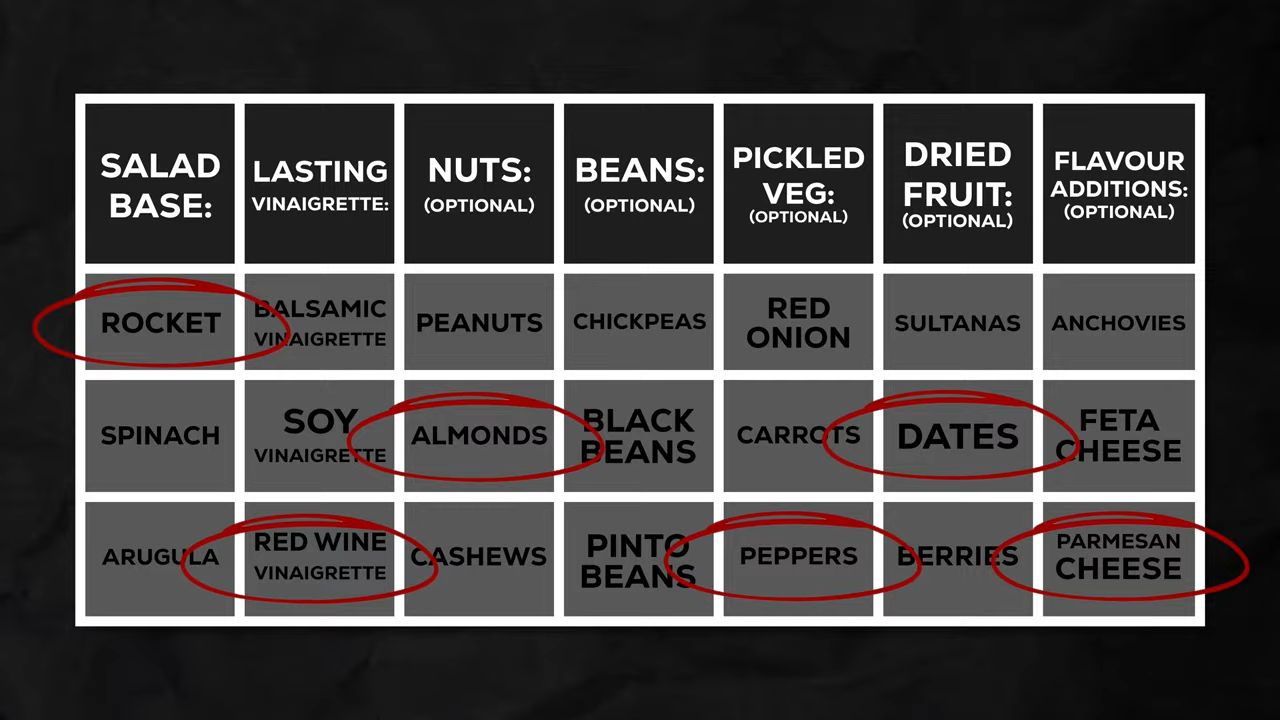 SALAD
BASE:
LASTING
VINAIGRETTE:
NUTS:
(OPTIONAL)
BEANS:
(OPTIONAL)
PICKLED
VEG:
(OPTIONAL)
DRIED
FRUIT:
(OPTIONAL)
FLAVOUR
ADDITIONS:
(OPTIONAL)
ROCKET
BALSAMIC
VINAIGRETTE
PEANUTS
CHICKPEAS
RED
ONION
SULTANAS
ANCHOVIES
SPINACH
SOY
VINAIGRETTE
ALMONDS
BLACK
BEANS
CARROTS
DATES
FETA
CHEESE
ARUGULA
RED WINE
VINAIGRETTE
CASHEWS
PINTO
BEANS
PEPPERS
BERRIES
PARMESAN
CHEESE